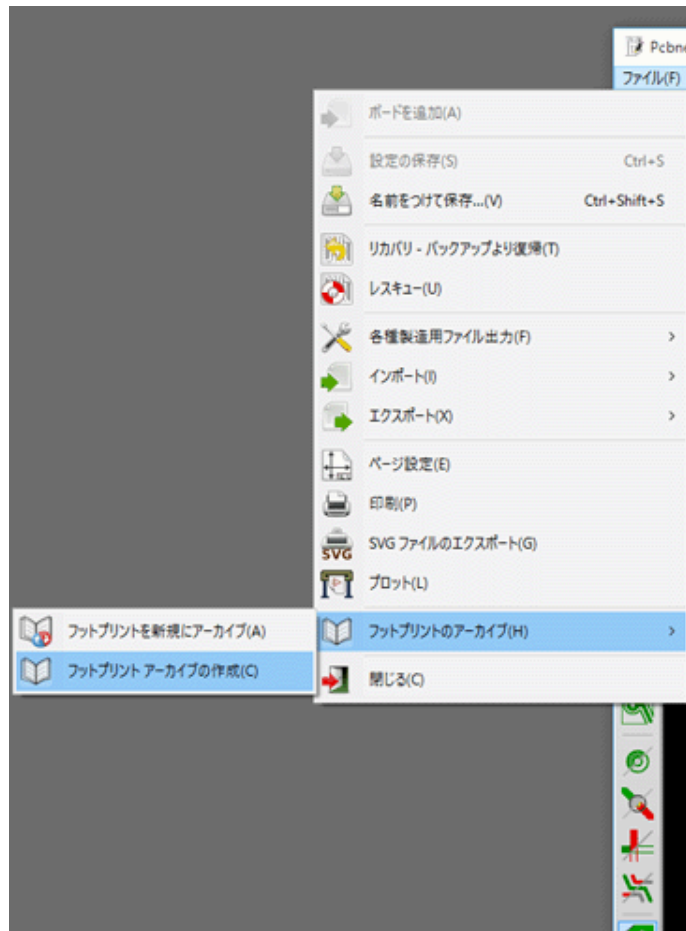 Pcbne
ファイル(F)
ボードを追加(A)
設定の保存(S) Ctrl+S
名前をつけて保存...(V) Ctrl+Shift+S
リカバリ - バックアップより復帰(T)
レスキュー(U)
各種製造用ファイル出力(F)
インポート(I)
エクスポート(X)
ページ設定(E)
印刷(P)
SVG
SVG ファイルのエクスポート(G)
プロット(L)
フットプリントを新規にアーカイブ(A)
フットプリントのアーカイブ(H)
フットプリント アーカイブの作成(C)
閉じる(C)